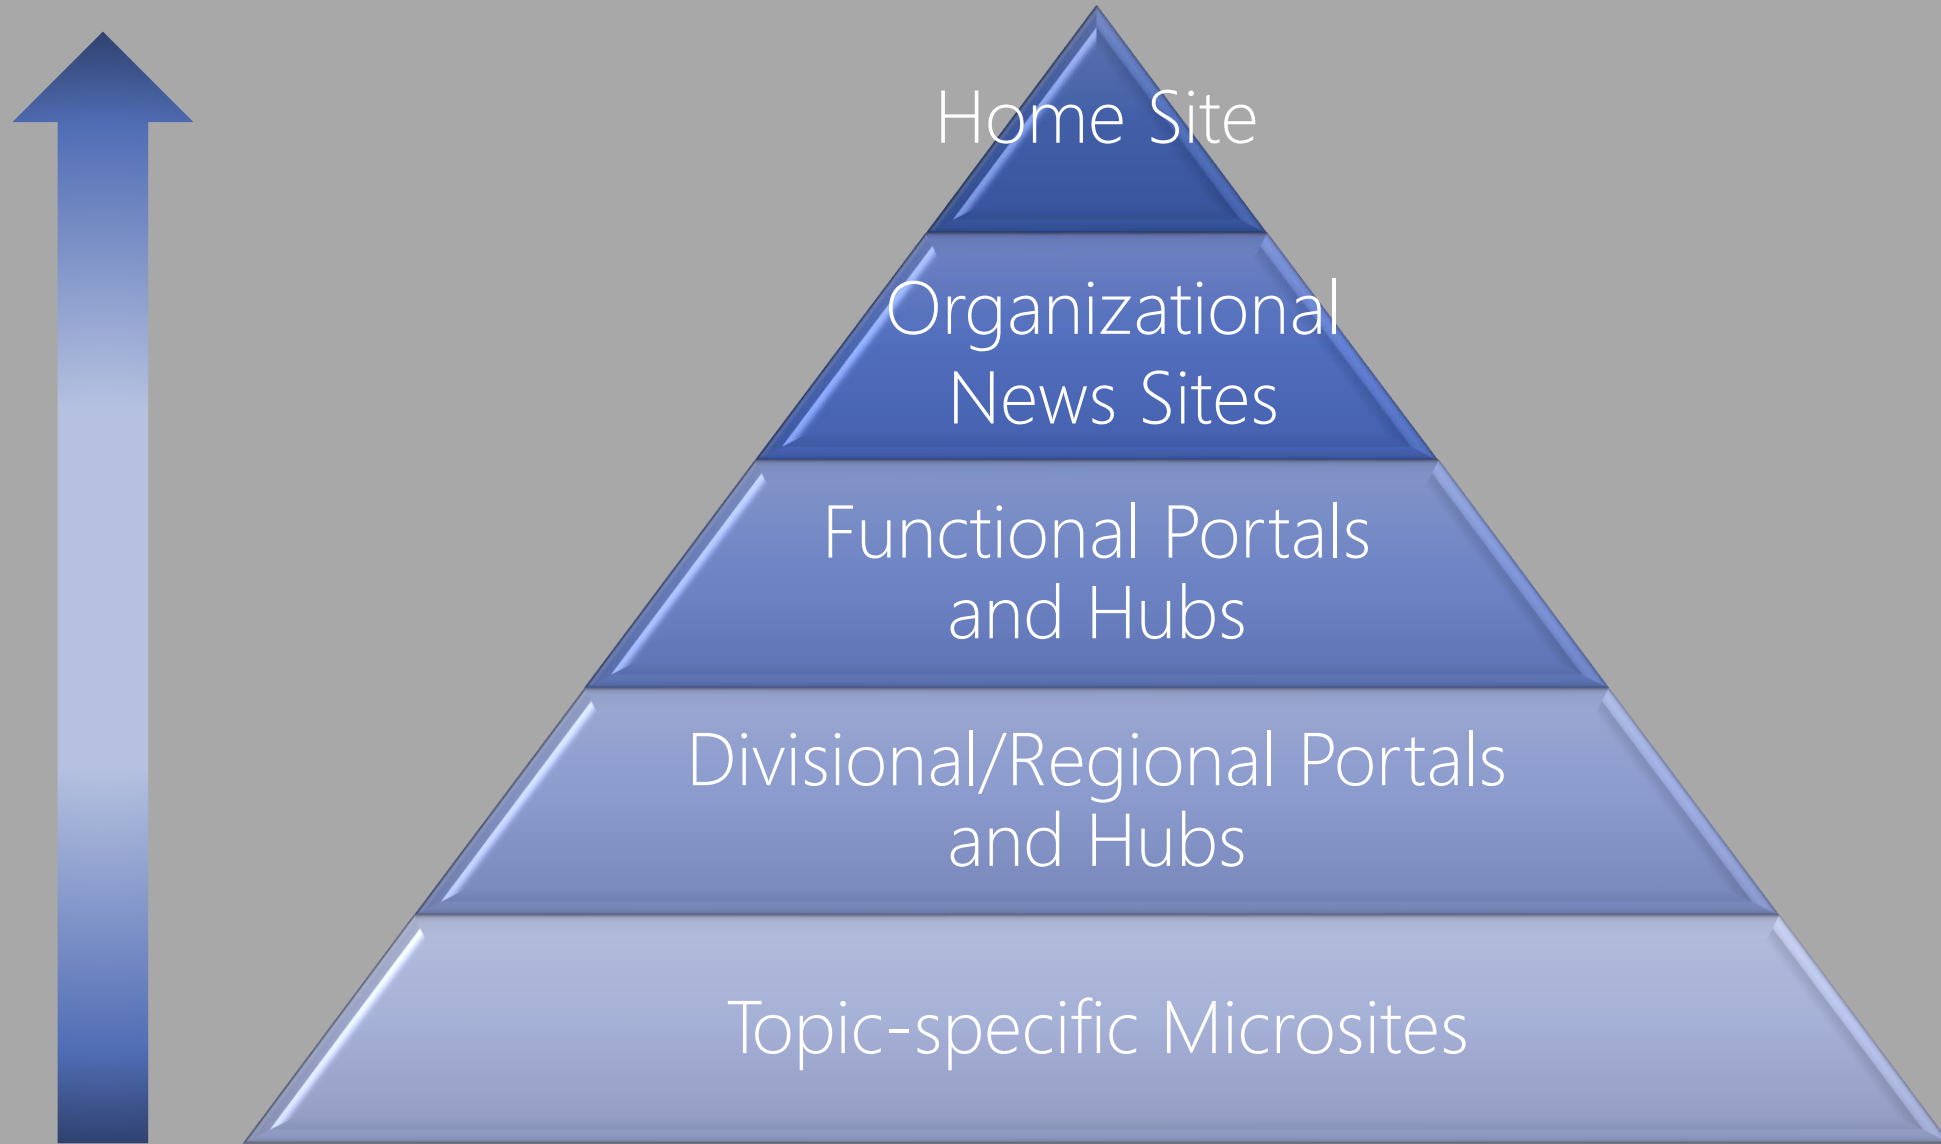 Home Site
Organizational
News Sites
Functional Portals
and Hubs
Divisional/Regional Portals
and Hubs
Topic-specific Microsites